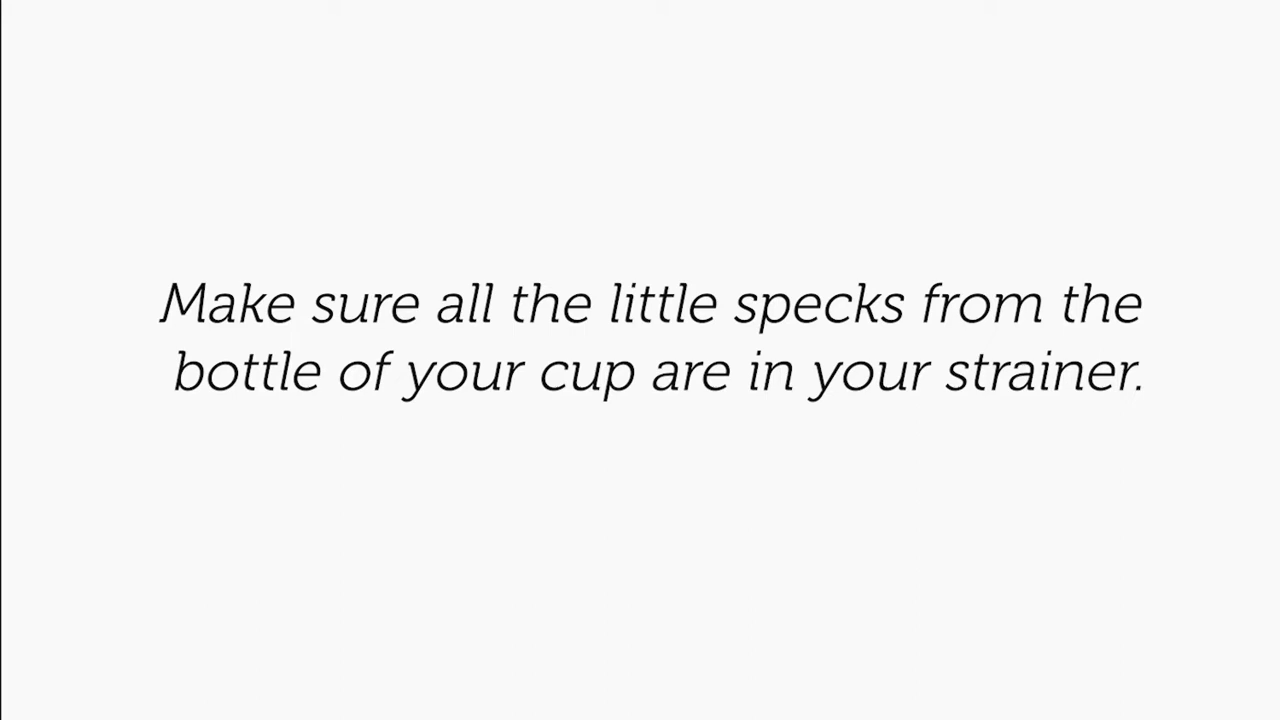 Make sure all the little specks from the
bottle of your cup are in your strainer.